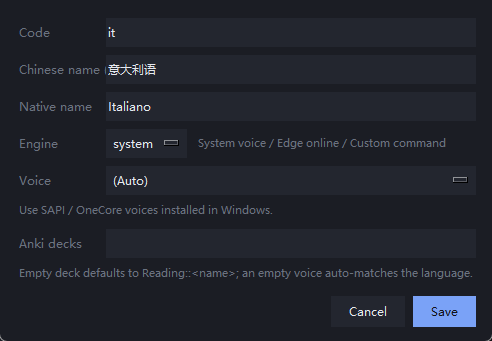 Code it
Chinese name 意大利语
Native name Italiano
Engine system System voice / Edge online / Custom command
Voice (Auto)
Use SAPI / OneCore voices installed in Windows.
Anki decks
Empty deck defaults to Reading::<name>; an empty voice auto-matches the language.
Cancel Save